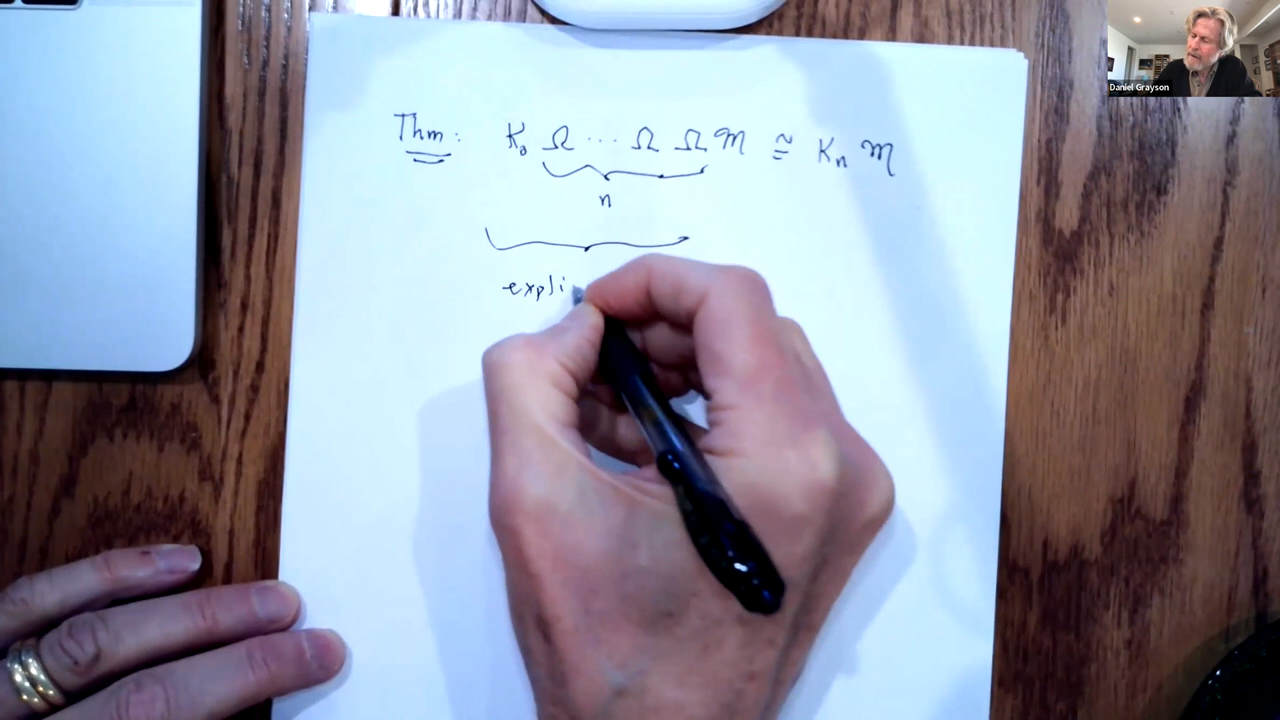 Daniel Grayson
Thm: K₀ Ω ⋯ Ω Ω 𝔐 ≅ Kₙ 𝔐
n
expli